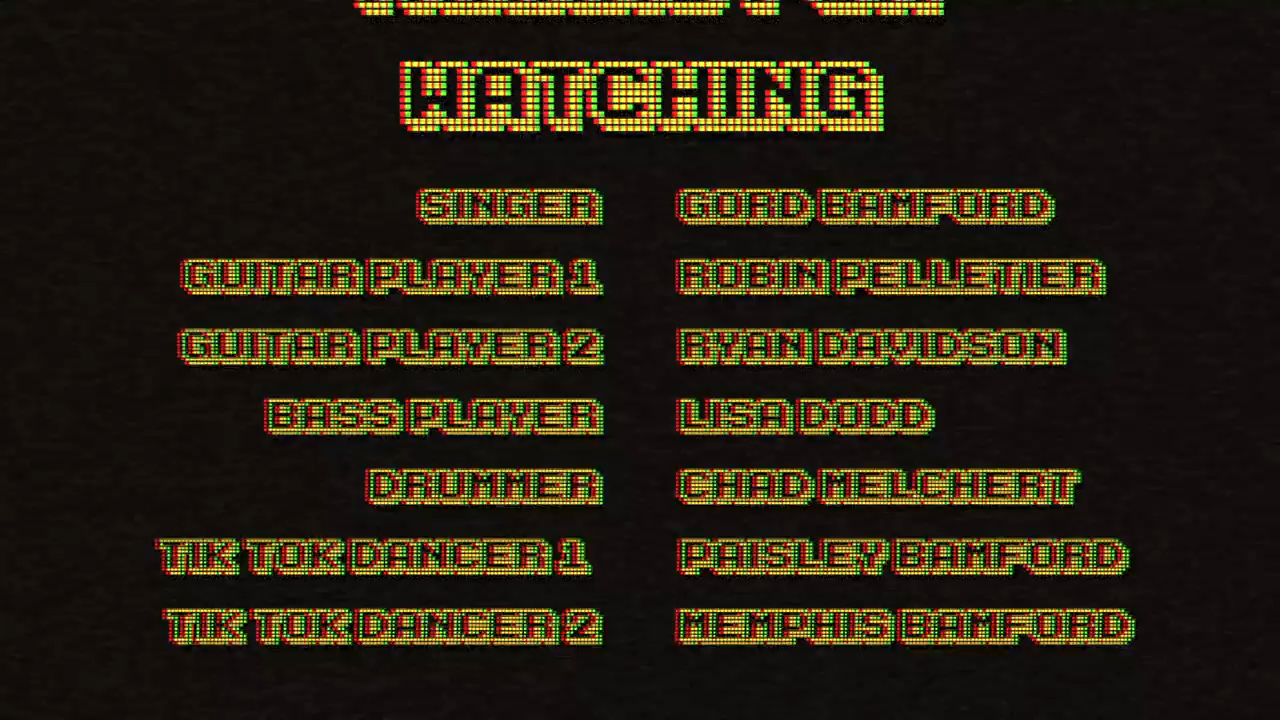 WATCHING
SINGER GORD BAMFORD
GUITAR PLAYER 1 ROBIN PELLETIER
GUITAR PLAYER 2 RYAN DAVIDSON
BASS PLAYER LISA DODD
DRUMMER CHAD MELCHERT
TIK TOK DANCER 1 PAISLEY BAMFORD
TIK TOK DANCER 2 MEMPHIS BAMFORD